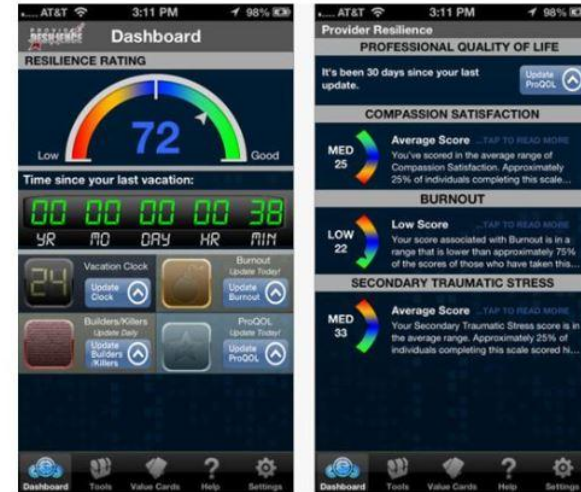 AT&T 3:11 PM 98%
PROVIDER
RESILIENCE
Dashboard
RESILIENCE RATING
72
Low
Good
Time since your last vacation:
00 00 00 00 38
YR MO DAY HR MIN
24
Vacation Clock
Update
Clock
Burnout
Update Today!
Update
Burnout
Builders/Killers
Update Daily
Update
Builders
/Killers
ProQOL
Update Today!
Update
ProQOL
Dashboard Tools Value Cards Help Settings
AT&T 3:11 PM 98%
Provider Resilience
PROFESSIONAL QUALITY OF LIFE
It's been 30 days since your last
update.
Update
ProQOL
COMPASSION SATISFACTION
MED
25
Average Score ...TAP TO READ MORE
You've scored in the average range of
Compassion Satisfaction. Approximately
25% of individuals completing this scale...
BURNOUT
LOW
22
Low Score ...TAP TO READ MORE
Your score associated with Burnout is in a
range that is lower than approximately 75%
of the scores of those who have taken this...
SECONDARY TRAUMATIC STRESS
MED
33
Average Score ...TAP TO READ MORE
Your Secondary Traumatic Stress score is in
the average range. Approximately 25% of
individuals completing this scale scored hi...
Dashboard Tools Value Cards Help Settings